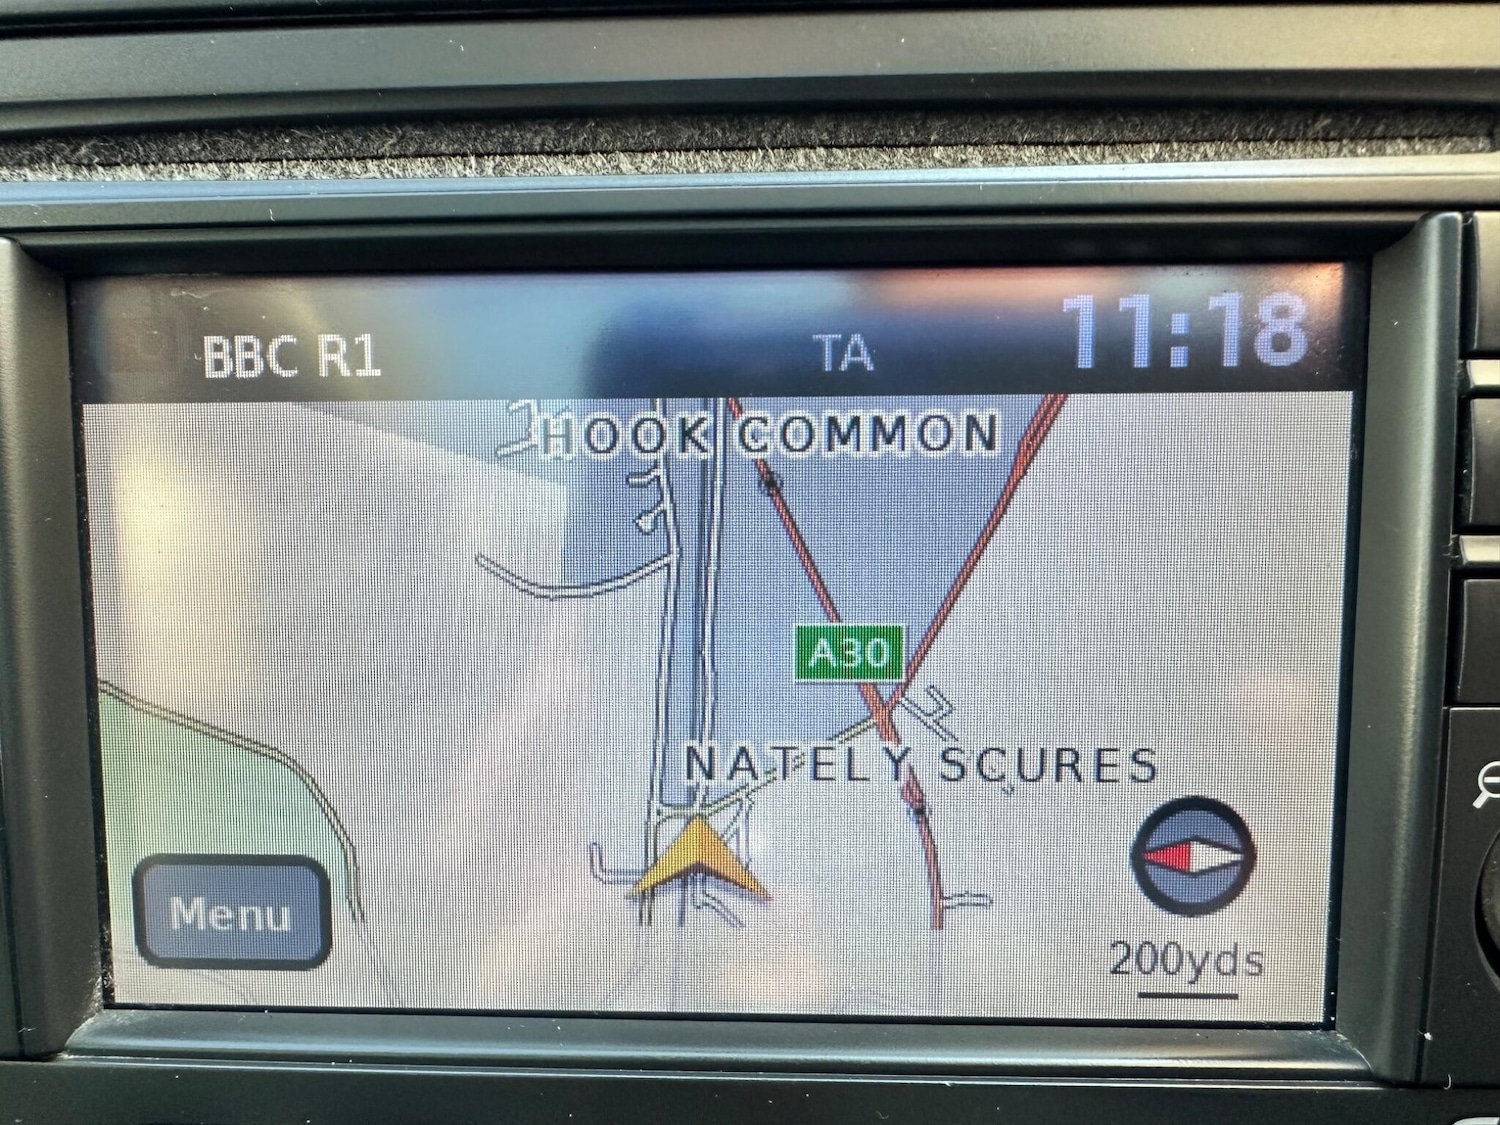 BBC R1
TA
11:18
HOOK COMMON
A30
NATELY SCURES
Menu
200yds